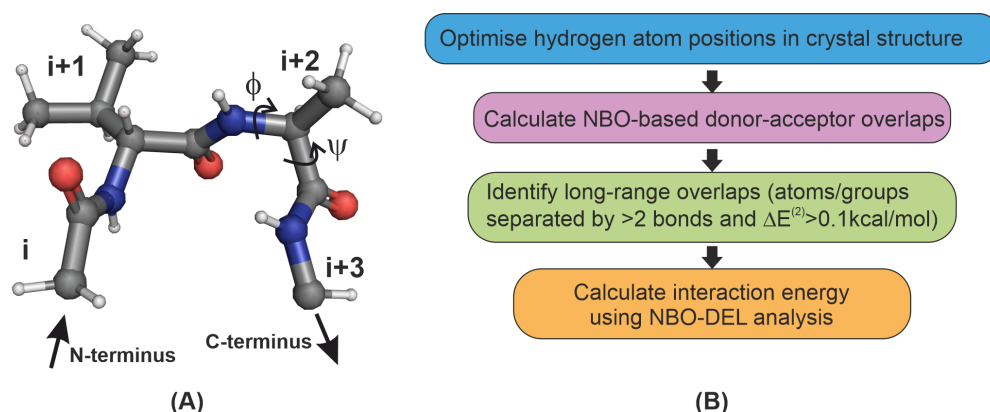 i+1
i+2
ϕ
ψ
i
i+3
N-terminus
C-terminus
(A)
Optimise hydrogen atom positions in crystal structure
Calculate NBO-based donor-acceptor overlaps
Identify long-range overlaps (atoms/groups
separated by >2 bonds and ΔE⁽²⁾>0.1kcal/mol)
Calculate interaction energy
using NBO-DEL analysis
(B)